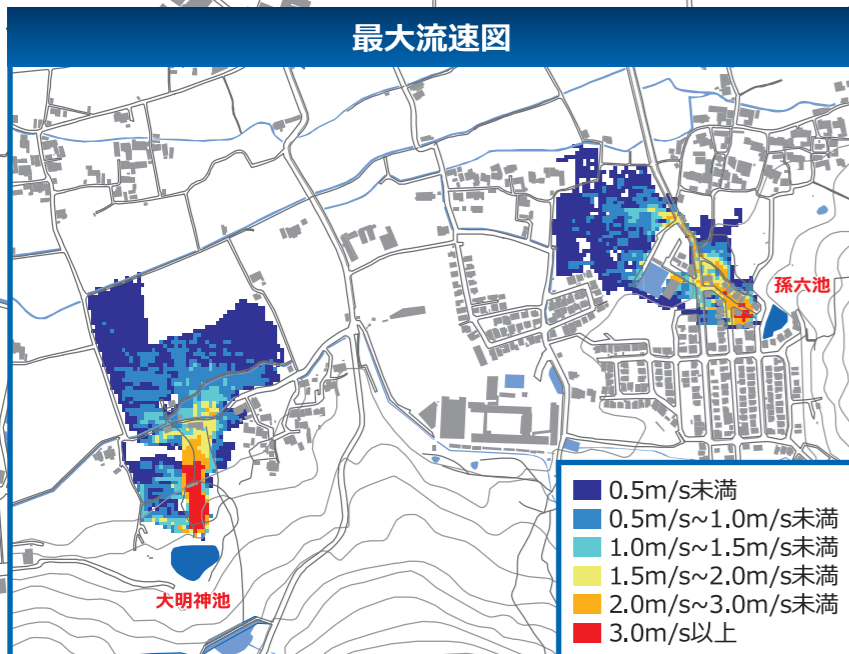 最大流速図
孫六池
大明神池
0.5m/s未満
0.5m/s~1.0m/s未満
1.0m/s~1.5m/s未満
1.5m/s~2.0m/s未満
2.0m/s~3.0m/s未満
3.0m/s以上